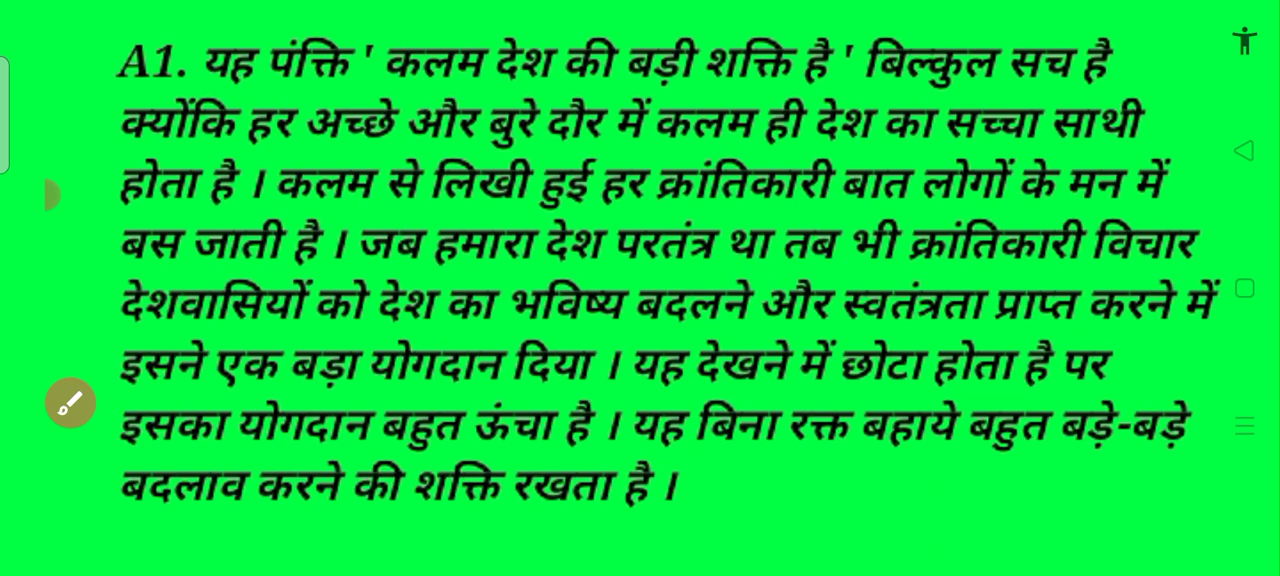 A1. यह पंक्ति ' कलम देश की बड़ी शक्ति है ' बिल्कुल सच है
क्योंकि हर अच्छे और बुरे दौर में कलम ही देश का सच्चा साथी
होता है । कलम से लिखी हुई हर क्रांतिकारी बात लोगों के मन में
बस जाती है । जब हमारा देश परतंत्र था तब भी क्रांतिकारी विचार
देशवासियों को देश का भविष्य बदलने और स्वतंत्रता प्राप्त करने में
इसने एक बड़ा योगदान दिया । यह देखने में छोटा होता है पर
इसका योगदान बहुत ऊंचा है । यह बिना रक्त बहाये बहुत बड़े-बड़े
बदलाव करने की शक्ति रखता है ।